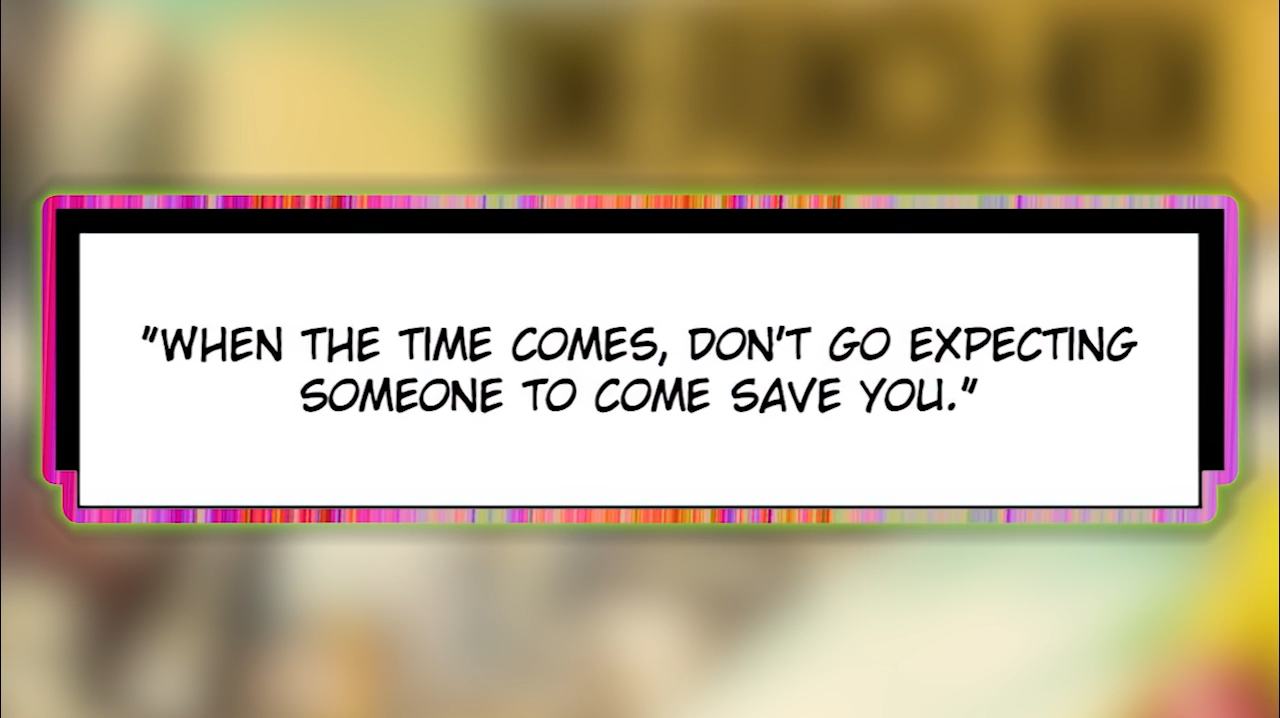 "WHEN THE TIME COMES, DON'T GO EXPECTING
SOMEONE TO COME SAVE YOU."